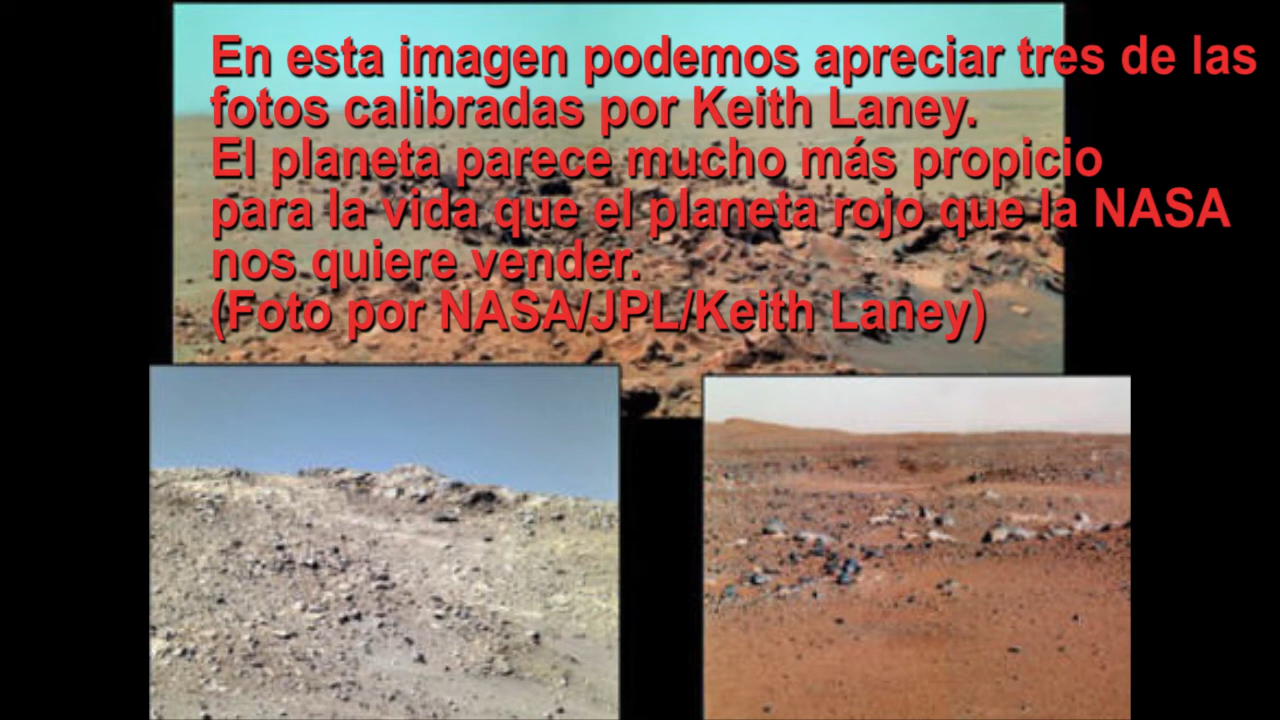 En esta imagen podemos apreciar tres de las
fotos calibradas por Keith Laney.
El planeta parece mucho más propicio
para la vida que el planeta rojo que la NASA
nos quiere vender.
(Foto por NASA/JPL/Keith Laney)